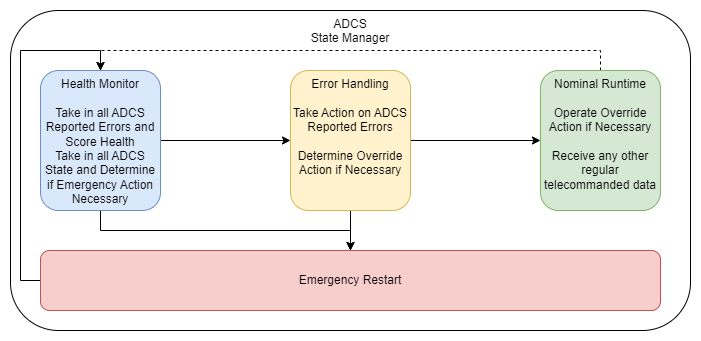 ADCS
State Manager
Health Monitor
Take in all ADCS
Reported Errors and
Score Health
Take in all ADCS
State and Determine
if Emergency Action
Necessary
Error Handling
Take Action on ADCS
Reported Errors
Determine Override
Action if Necessary
Nominal Runtime
Operate Override
Action if Necessary
Receive any other
regular
telecommanded data
Emergency Restart